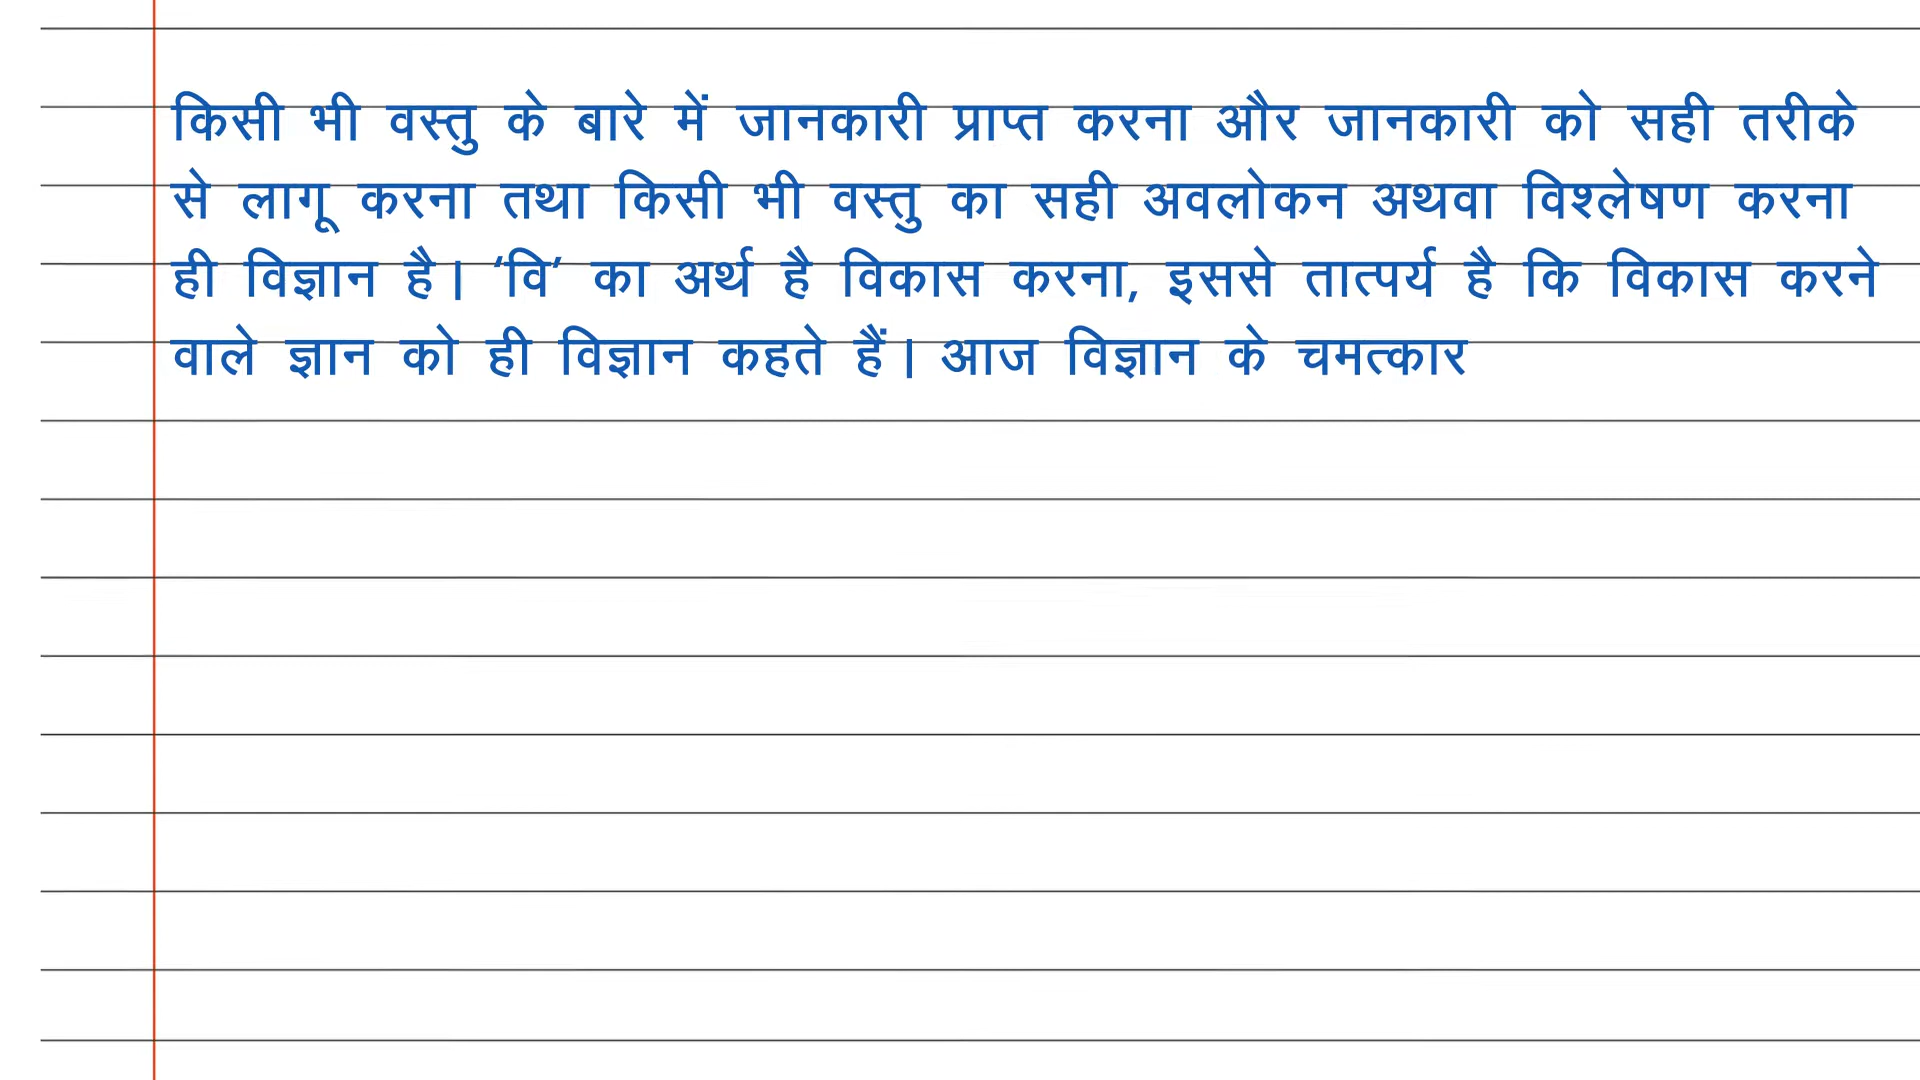 किसी भी वस्तु के बारे में जानकारी प्राप्त करना और जानकारी को सही तरीके
से लागू करना तथा किसी भी वस्तु का सही अवलोकन अथवा विश्लेषण करना
ही विज्ञान है। ‘वि’ का अर्थ है विकास करना, इससे तात्पर्य है कि विकास करने
वाले ज्ञान को ही विज्ञान कहते हैं। आज विज्ञान के चमत्कार